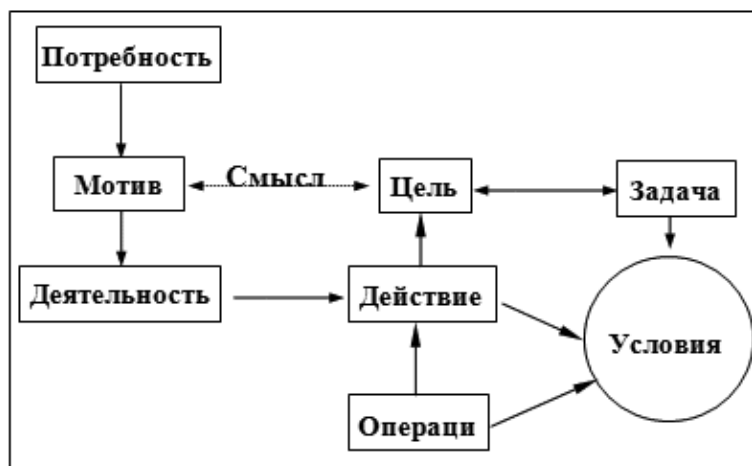 Потребность
Мотив
Смысл
Цель
Задача
Деятельность
Действие
Условия
Операци